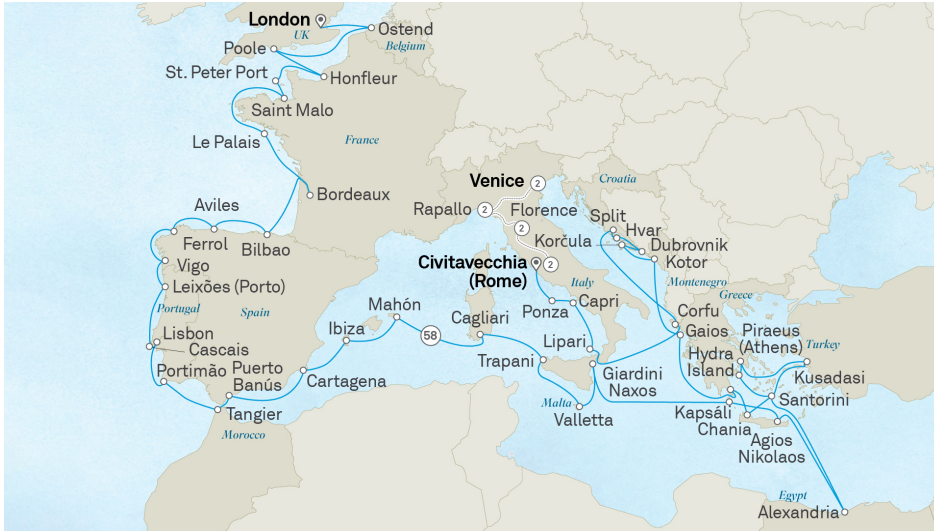 London
UK
Ostend
Poole
Belgium
St. Peter Port
Honfleur
Saint Malo
Le Palais
France
Bordeaux
Venice
2
Croatia
Aviles
Rapallo
2
Florence
2
Split
Hvar
Ferrol
Bilbao
Korčula
Dubrovnik
Kotor
Vigo
Civitavecchia
(Rome)
2
Leixões (Porto)
Italy
Montenegro
Greece
Portugal
Spain
Mahón
Ponza
Capri
Corfu
Gaios
Piraeus
(Athens)
Lisbon
Cascais
Ibiza
58
Cagliari
Lipari
Hydra
Island
Turkey
Portimão
Puerto
Banús
Cartagena
Trapani
Giardini
Naxos
Kusadasi
Santorini
Tangier
Malta
Valletta
Kapsáli
Chania
Agios
Nikolaos
Morocco
Egypt
Alexandria